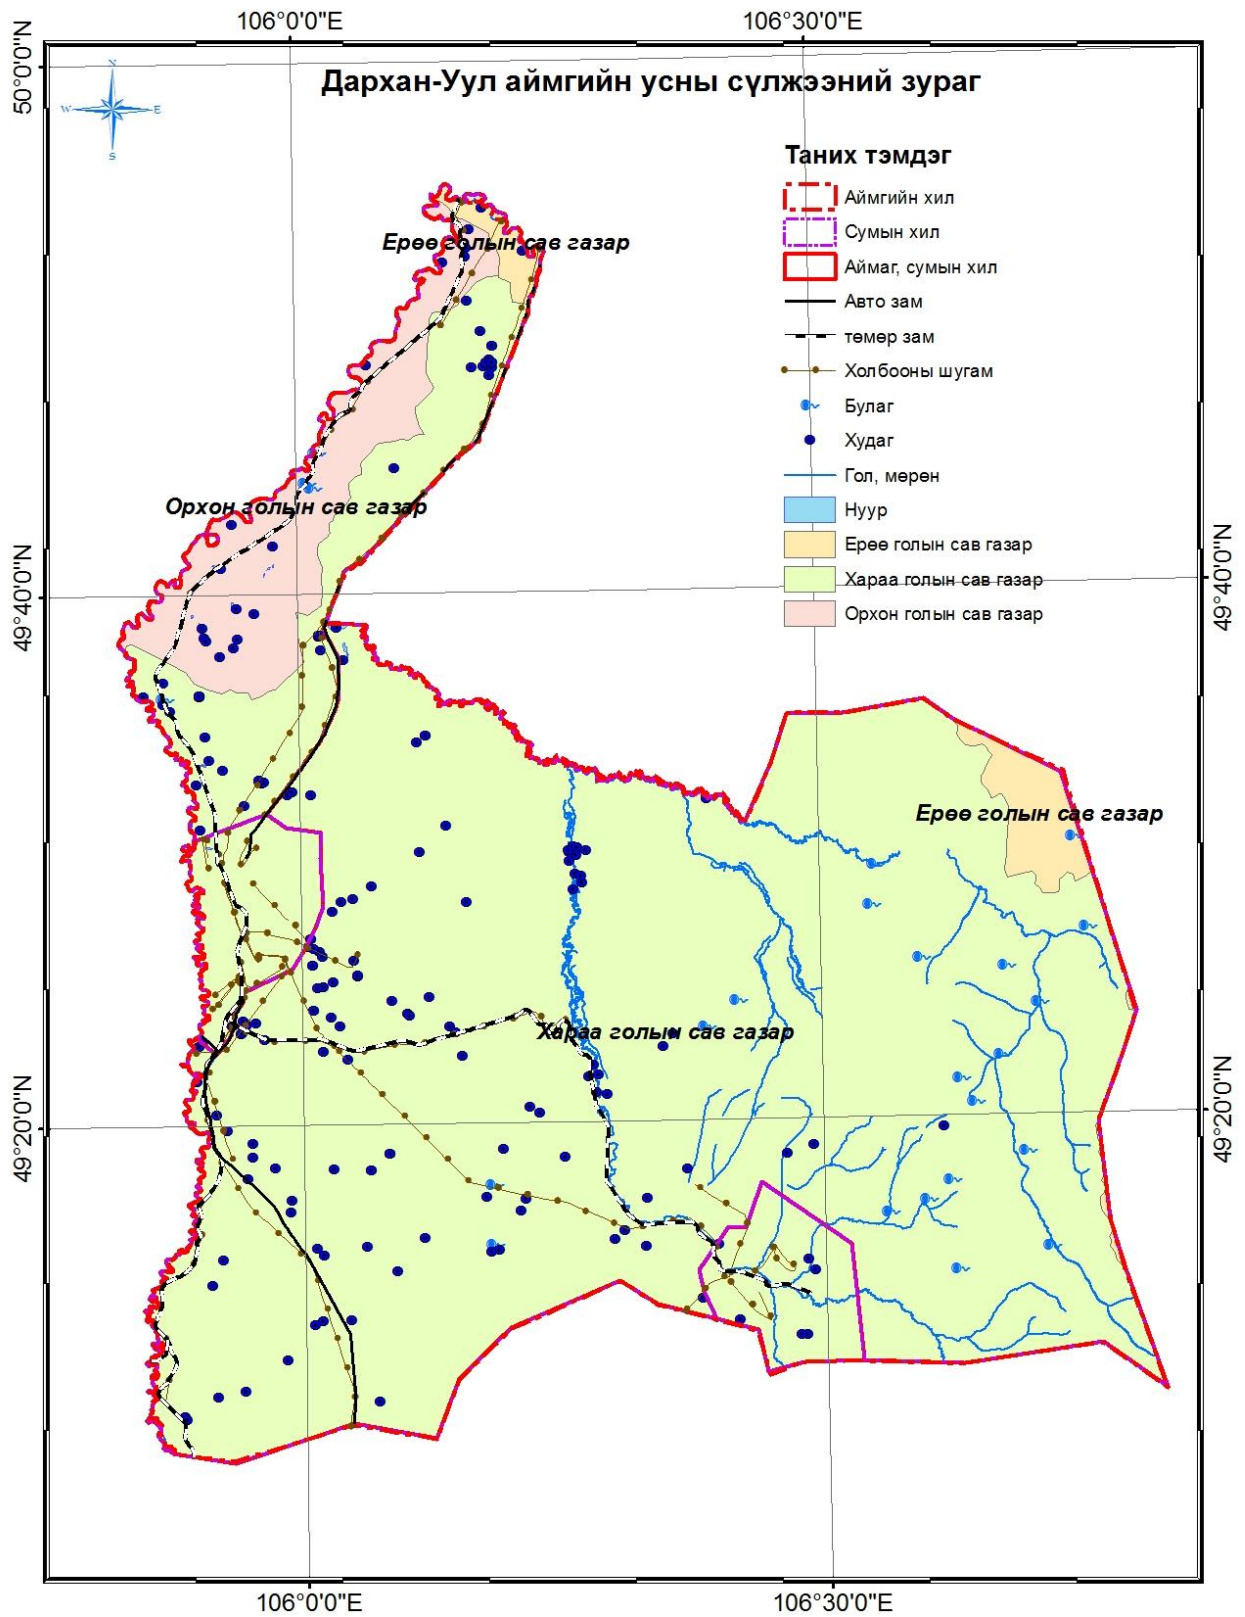 106°0'0"E
106°30'0"E
50°0'0"N
Дархан-Уул аймгийн усны сүлжээний зураг
N
W
E
S
Таних тэмдэг
Аймгийн хил
Сумын хил
Аймаг, сумын хил
Авто зам
төмөр зам
Холбооны шугам
Булаг
Худаг
Гол, мөрөн
Нуур
Ерөө голын сав газар
Хараа голын сав газар
Орхон голын сав газар
Ерөө голын сав газар
Орхон голын сав газар
49°40'0"N
49°40'0"N
Ерөө голын сав газар
Хараа голын сав газар
49°20'0"N
49°20'0"N
106°0'0"E
106°30'0"E